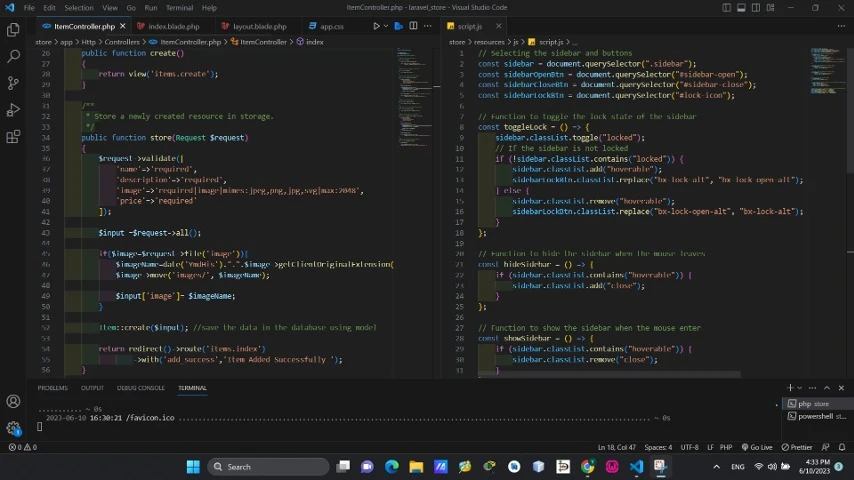 File Edit Selection View Go Run Terminal Help
ItemController.php - laravel_store - Visual Studio Code
ItemController.php index.blade.php layout.blade.php app.css
script.js
store > app > Http > Controllers > ItemController.php > ItemController > index
store > resources > js > script.js > ...
26 public function create()
27 {
28 return view('items.create');
29 }
30
31 /**
32 * Store a newly created resource in storage.
33 */
34 public function store(Request $request)
35 {
36 $request->validate([
37 'name'=>'required',
38 'description'=>'required',
39 'image'=>'required|image|mimes:jpeg,png,jpg,svg|max:2048',
40 'price'=>'required'
41 ]);
42
43 $input =$request->all();
44
45 if($image=$request->file('image')){
46 $imageName=date('YmdHis').".".$image->getClientOriginalExtension(
47 $image->move('images/', $imageName);
48
49 $input['image']= $imageName;
50 }
51
52 Item::create($input); //save the data in the database using model
53
54 return redirect()->route('items.index')
55 ->with('add_success','Item Added Successfully ');
56 }
1 // Selecting the sidebar and buttons
2 const sidebar = document.querySelector(".sidebar");
3 const sidebarOpenBtn = document.querySelector("#sidebar-open");
4 const sidebarCloseBtn = document.querySelector("#sidebar-close");
5 const sidebarLockBtn = document.querySelector("#lock-icon");
6
7 // Function to toggle the lock state of the sidebar
8 const toggleLock = () => {
9 sidebar.classList.toggle("locked");
10 // If the sidebar is not locked
11 if (!sidebar.classList.contains("locked")) {
12 sidebar.classList.add("hoverable");
13 sidebarLockBtn.classList.replace("bx-lock-alt", "bx-lock-open-alt");
14 } else {
15 sidebar.classList.remove("hoverable");
16 sidebarLockBtn.classList.replace("bx-lock-open-alt", "bx-lock-alt");
17 }
18 };
19
20 // Function to hide the sidebar when the mouse leaves
21 const hideSidebar = () => {
22 if (sidebar.classList.contains("hoverable")) {
23 sidebar.classList.add("close");
24 }
25 };
26
27 // Function to show the sidebar when the mouse enter
28 const showSidebar = () => {
29 if (sidebar.classList.contains("hoverable")) {
30 sidebar.classList.remove("close");
31 }
PROBLEMS OUTPUT DEBUG CONSOLE TERMINAL
........... ~ 0s
2023-06-10 16:30:21 /favicon.ico ........ ~ 0s
php store
powershell st...
0 0
Ln 18, Col 47 Spaces: 4 UTF-8 LF PHP Go Live Prettier
Search
ENG
4:33 PM
6/10/2023